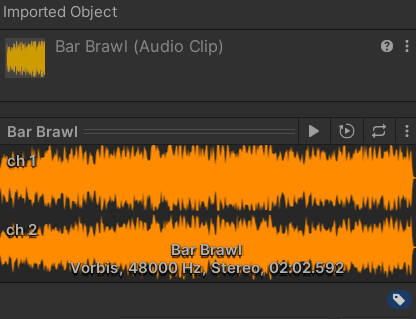 Imported Object
Bar Brawl (Audio Clip)
Bar Brawl
ch 1
ch 2
Bar Brawl
Vorbis, 48000 Hz, Stereo, 02:02.592